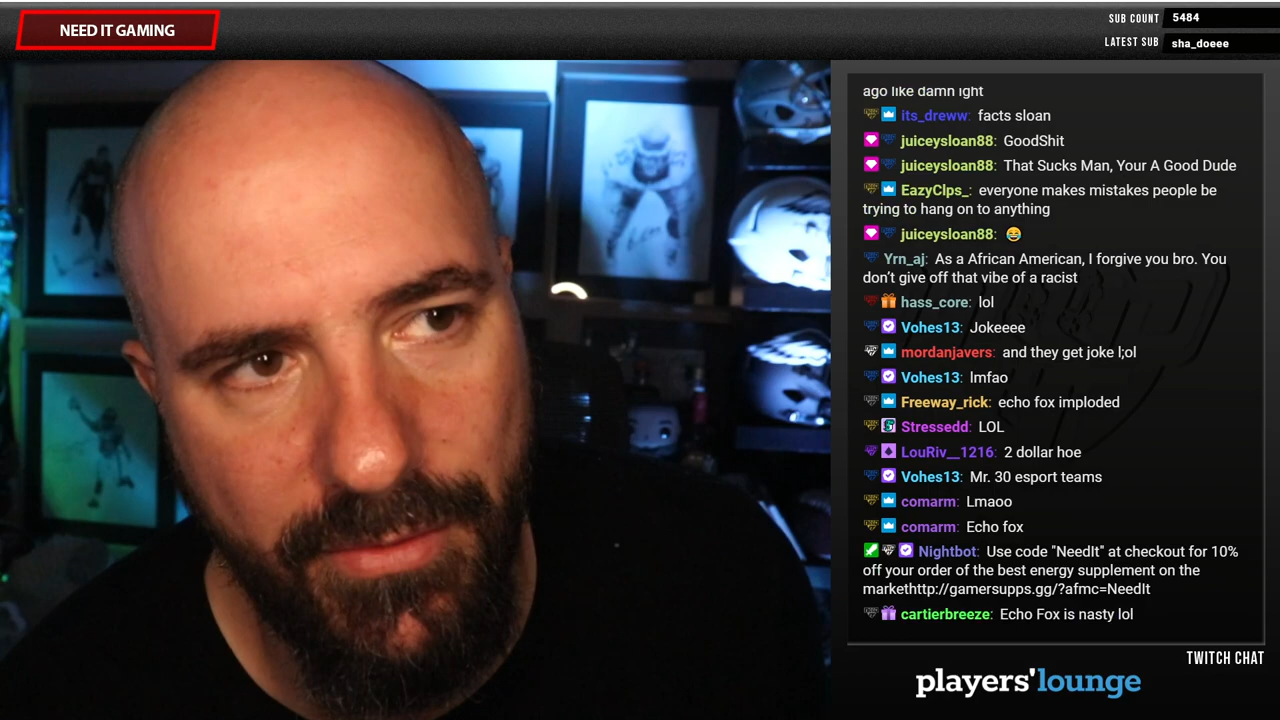 NEED IT GAMING
SUB COUNT 5484
LATEST SUB sha_doeee
ago like damn ight
its_dreww: facts sloan
juiceysloan88: GoodShit
juiceysloan88: That Sucks Man, Your A Good Dude
EazyClps_: everyone makes mistakes people be
trying to hang on to anything
juiceysloan88: 😂
Yrn_aj: As a African American, I forgive you bro. You
don't give off that vibe of a racist
hass_core: lol
Vohes13: Jokeeee
mordanjavers: and they get joke l;ol
Vohes13: lmfao
Freeway_rick: echo fox imploded
Stressedd: LOL
LouRiv__1216: 2 dollar hoe
Vohes13: Mr. 30 esport teams
comarm: Lmaoo
comarm: Echo fox
Nightbot: Use code "NeedIt" at checkout for 10%
off your order of the best energy supplement on the
markethttp://gamersupps.gg/?afmc=NeedIt
cartierbreeze: Echo Fox is nasty lol
TWITCH CHAT
players'lounge